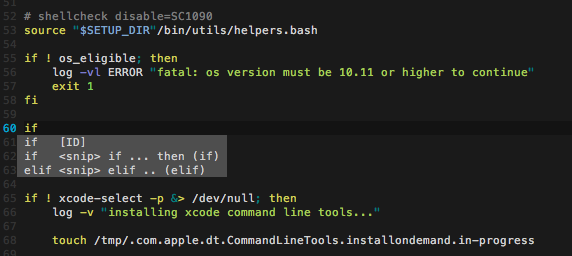 52 # shellcheck disable=SC1090
53 source "$SETUP_DIR"/bin/utils/helpers.bash
54
55 if ! os_eligible; then
56 log -vl ERROR "fatal: os version must be 10.11 or higher to continue"
57 exit 1
58 fi
59
60 if
61 if [ID]
62 if <snip> if ... then (if)
63 elif <snip> elif .. (elif)
64
65 if ! xcode-select -p &> /dev/null; then
66 log -v "installing xcode command line tools..."
67
68 touch /tmp/.com.apple.dt.CommandLineTools.installondemand.in-progress
69